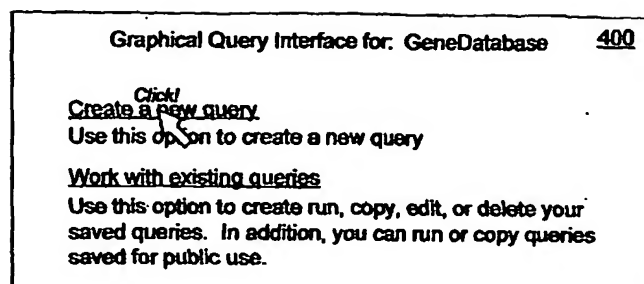 Graphical Query Interface for: GeneDatabase 400
Click!
Create a new query
Use this option to create a new query
Work with existing queries
Use this option to create run, copy, edit, or delete your
saved queries. In addition, you can run or copy queries
saved for public use.